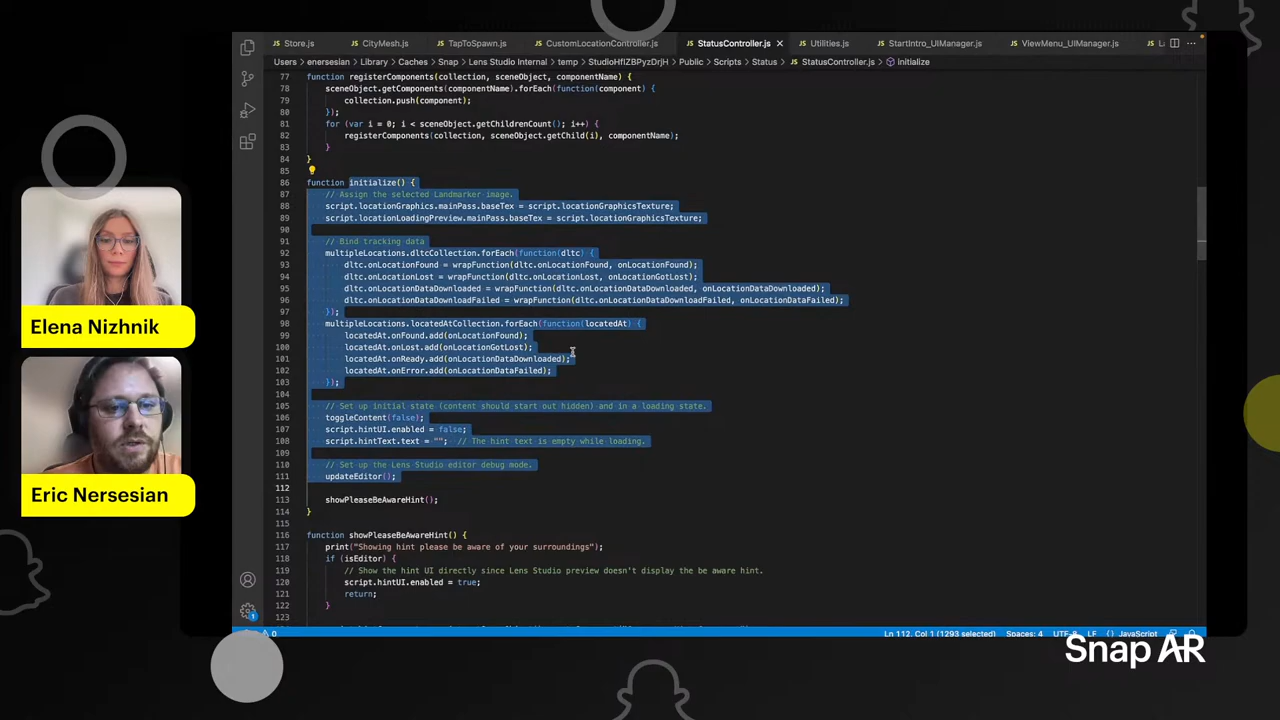 Store.js
CityMesh.js
TapToSpawn.js
CustomLocationController.js
StatusController.js
Utilities.js
StartIntro_UIManager.js
ViewMenu_UIManager.js
Users > enersesian > Library > Caches > Snap > Lens Studio Internal > temp > StudioHfIZBPyzDrjH > Public > Scripts > Status > StatusController.js > initialize
77 function registerComponents(collection, sceneObject, componentName) {
78 sceneObject.getComponents(componentName).forEach(function(component) {
79 collection.push(component);
80 });
81 for (var i = 0; i < sceneObject.getChildrenCount(); i++) {
82 registerComponents(collection, sceneObject.getChild(i), componentName);
83 }
84 }
85
86 function initialize() {
87 // Assign the selected Landmarker image.
88 script.locationGraphics.mainPass.baseTex = script.locationGraphicsTexture;
89 script.locationLoadingPreview.mainPass.baseTex = script.locationGraphicsTexture;
90
91 // Bind tracking data
92 multipleLocations.dltcCollection.forEach(function(dltc) {
93 dltc.onLocationFound = wrapFunction(dltc.onLocationFound, onLocationFound);
94 dltc.onLocationLost = wrapFunction(dltc.onLocationLost, onLocationGotLost);
95 dltc.onLocationDataDownloaded = wrapFunction(dltc.onLocationDataDownloaded, onLocationDataDownloaded);
96 dltc.onLocationDataDownloadFailed = wrapFunction(dltc.onLocationDataDownloadFailed, onLocationDataFailed);
97 });
98 multipleLocations.locatedAtCollection.forEach(function(locatedAt) {
99 locatedAt.onFound.add(onLocationFound);
100 locatedAt.onLost.add(onLocationGotLost);
101 locatedAt.onReady.add(onLocationDataDownloaded);
102 locatedAt.onError.add(onLocationDataFailed);
103 });
104
105 // Set up initial state (content should start out hidden) and in a loading state.
106 toggleContent(false);
107 script.hintUI.enabled = false;
108 script.hintText.text = ""; // The hint text is empty while loading.
109
110 // Set up the Lens Studio editor debug mode.
111 updateEditor();
112
113 showPleaseBeAwareHint();
114 }
115
116 function showPleaseBeAwareHint() {
117 print("Showing hint please be aware of your surroundings");
118 if (isEditor) {
119 // Show the hint UI directly since Lens Studio preview doesn't display the be aware hint.
120 script.hintUI.enabled = true;
121 return;
122 }
123
Elena Nizhnik
Eric Nersesian
0
Ln 112, Col 1 (1293 selected) Spaces: 4 UTF-8 LF {} JavaScript
Snap AR